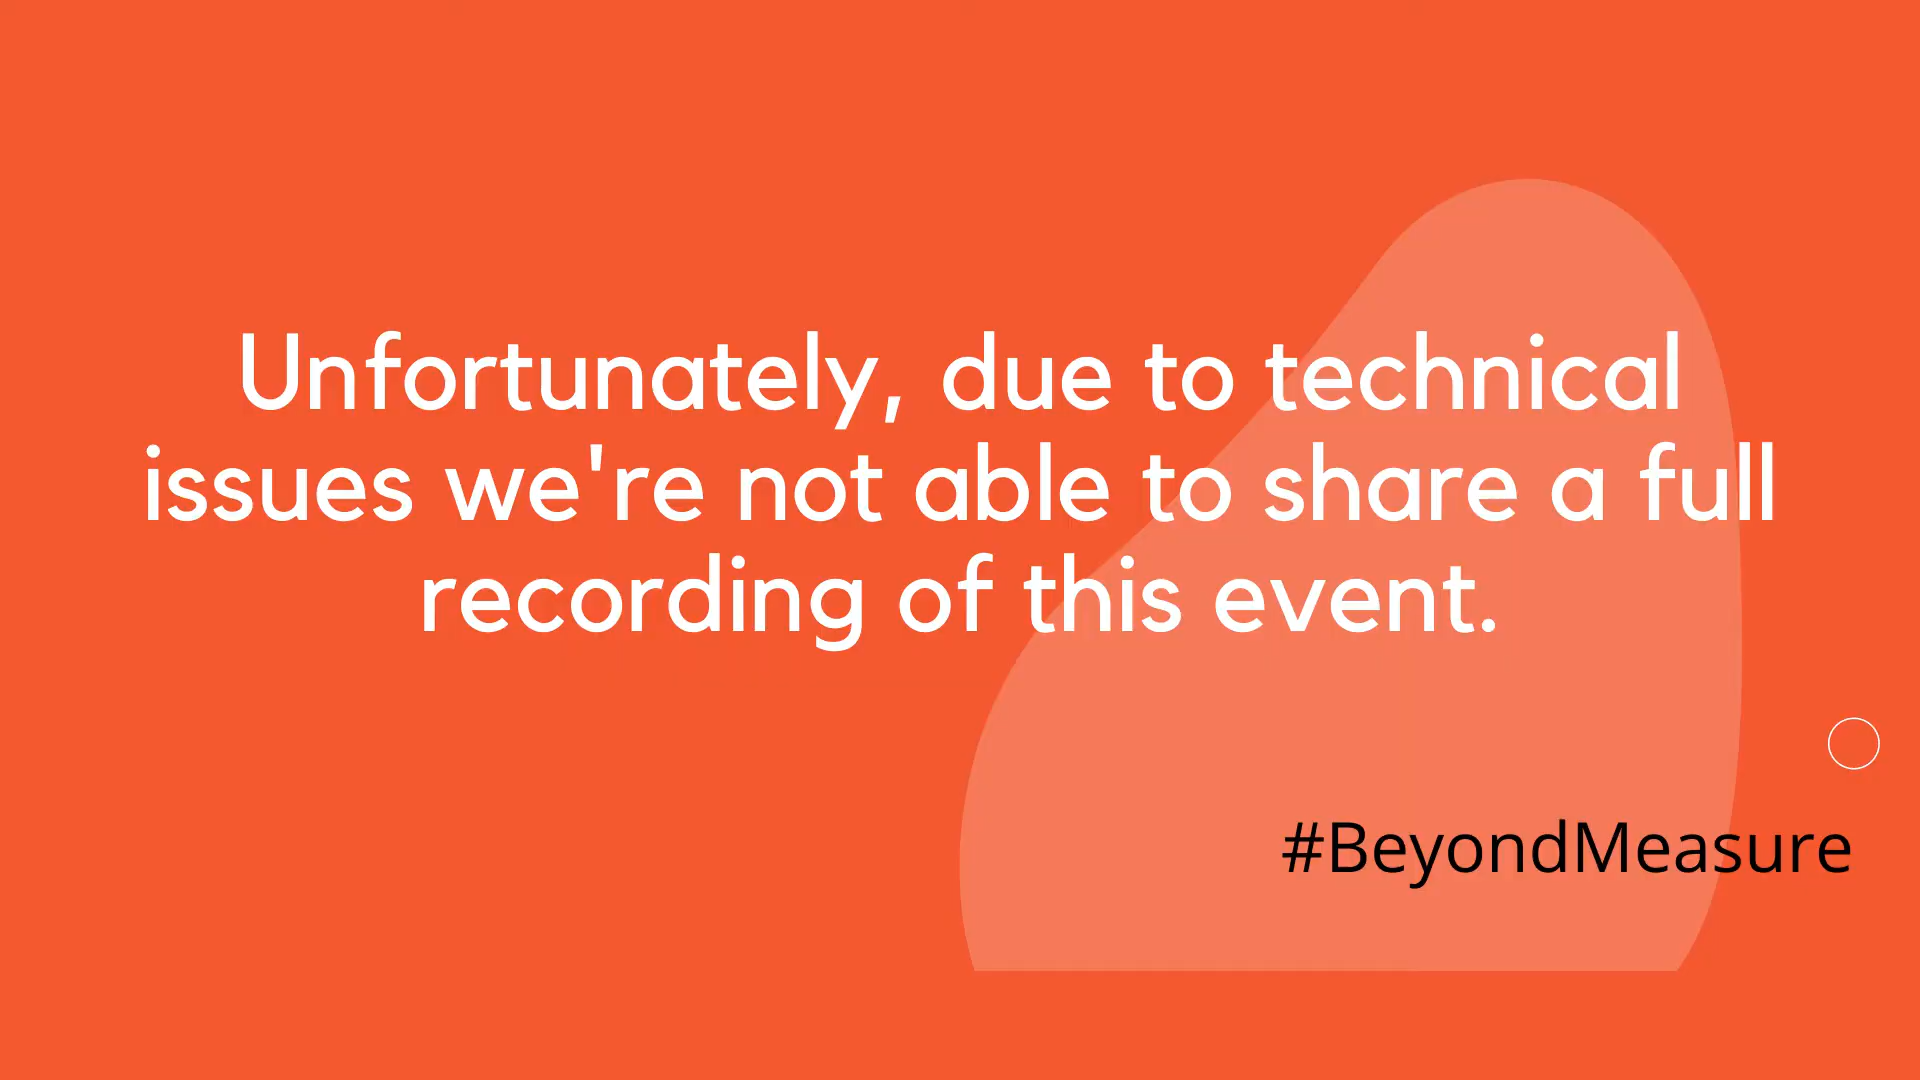 Unfortunately, due to technical
issues we're not able to share a full
recording of this event.
#BeyondMeasure